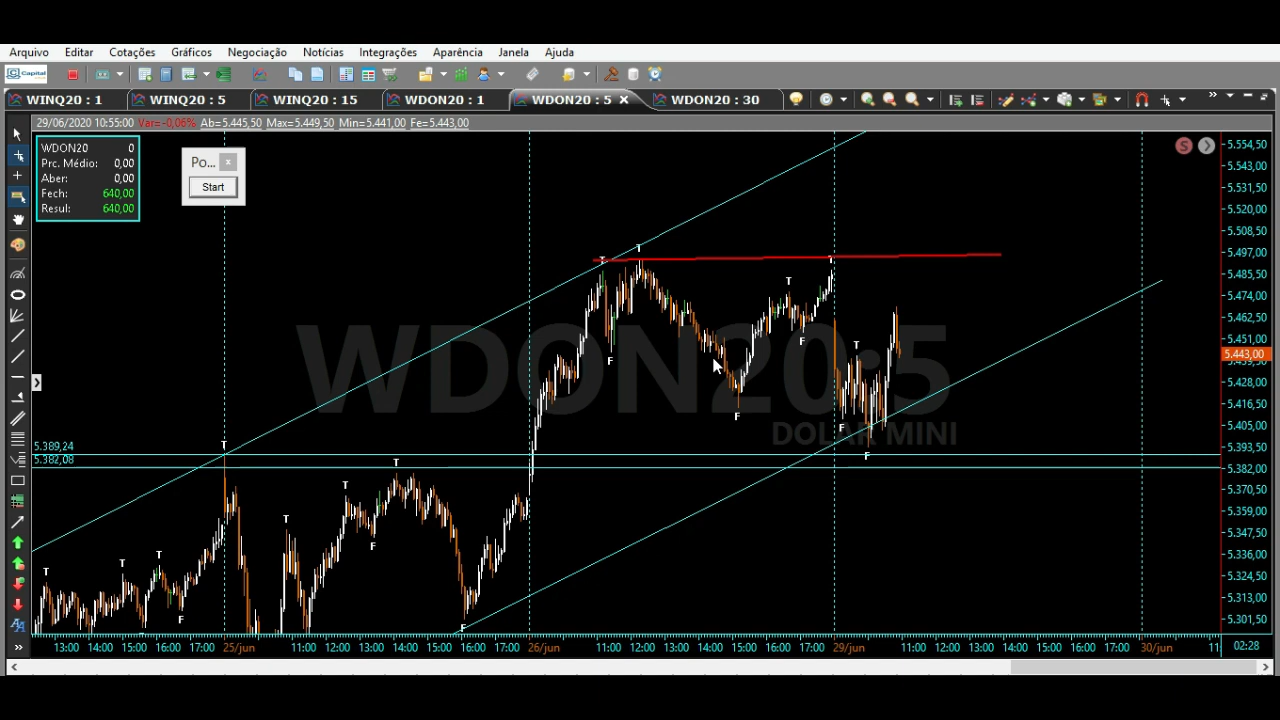 Arquivo Editar Cotações Gráficos Negociação Notícias Integrações Aparência Janela Ajuda
Capital
WINQ20 : 1 WINQ20 : 5 WINQ20 : 15 WDON20 : 1 WDON20 : 5 WDON20 : 30
29/06/2020 10:55:00 Var=-0,06% Ab=5.445,50 Max=5.449,50 Min=5.441,00 Fe=5.443,00
WDON20 0
Prc. Médio: 0,00
Aber: 0,00
Fech: 640,00
Resul: 640,00
Po... x
Start
S
WDON20:5
DOLAR MINI
5.389,24
5.382,08
T
T
T
T
T
T
T
T
T
T
T
T
T
F
F
F
F
F
F
F
F
5.554,50
5.543,00
5.531,50
5.520,00
5.508,50
5.497,00
5.485,50
5.474,00
5.462,50
5.451,00
5.443,00
5.428,00
5.416,50
5.405,00
5.393,50
5.382,00
5.370,50
5.359,00
5.347,50
5.336,00
5.324,50
5.313,00
5.301,50
13:00 14:00 15:00 16:00 17:00 25/jun 11:00 12:00 13:00 14:00 15:00 16:00 17:00 26/jun 11:00 12:00 13:00 14:00 15:00 16:00 17:00 29/jun 11:00 12:00 13:00 14:00 15:00 16:00 17:00 30/jun 02:28